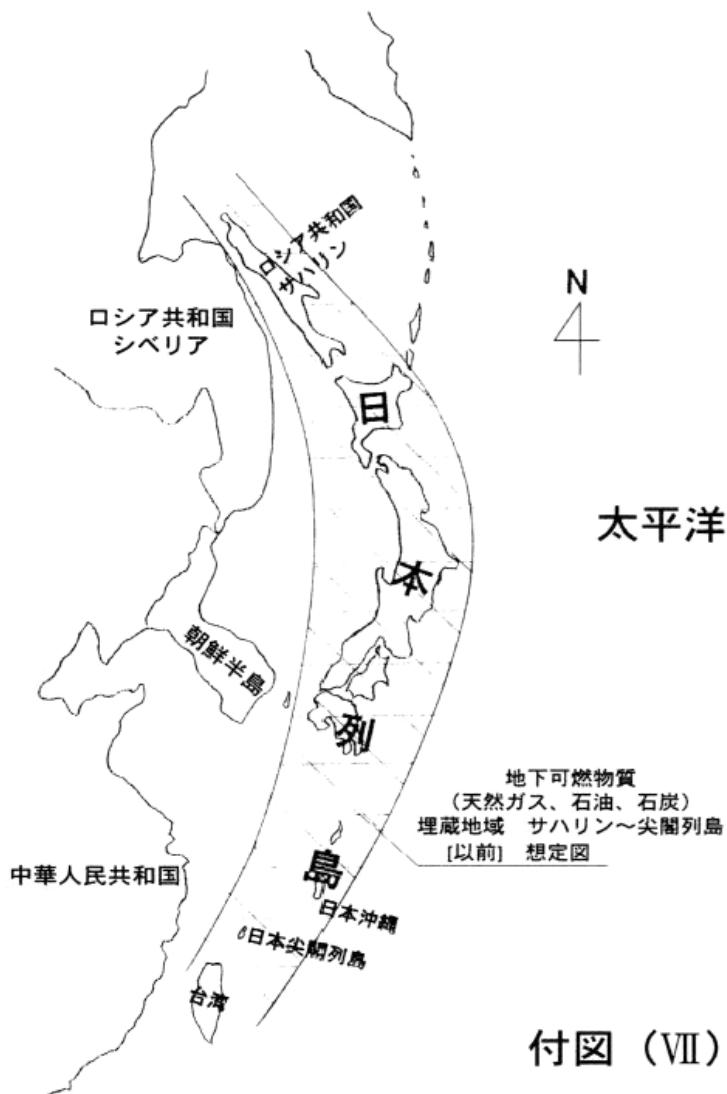 ロシア共和国
サハリン
ロシア共和国
シベリア
N
日
太平洋
本
朝鮮半島
列
地下可燃物質
（天然ガス、石油、石炭）
埋蔵地域　サハリン〜尖閣列島
[以前]　想定図
中華人民共和国
島
日本沖縄
日本尖閣列島
台湾
付図（Ⅶ）